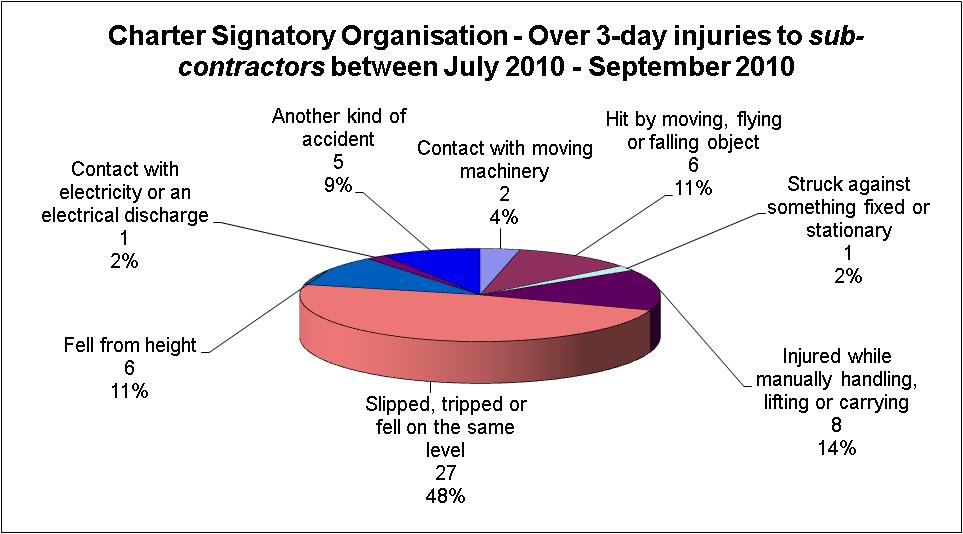 Charter Signatory Organisation - Over 3-day injuries to sub-
contractors between July 2010 - September 2010
Another kind of
accident
5
9%
Contact with moving
machinery
2
4%
Hit by moving, flying
or falling object
6
11%
Struck against
something fixed or
stationary
1
2%
Contact with
electricity or an
electrical discharge
1
2%
Fell from height
6
11%
Slipped, tripped or
fell on the same
level
27
48%
Injured while
manually handling,
lifting or carrying
8
14%